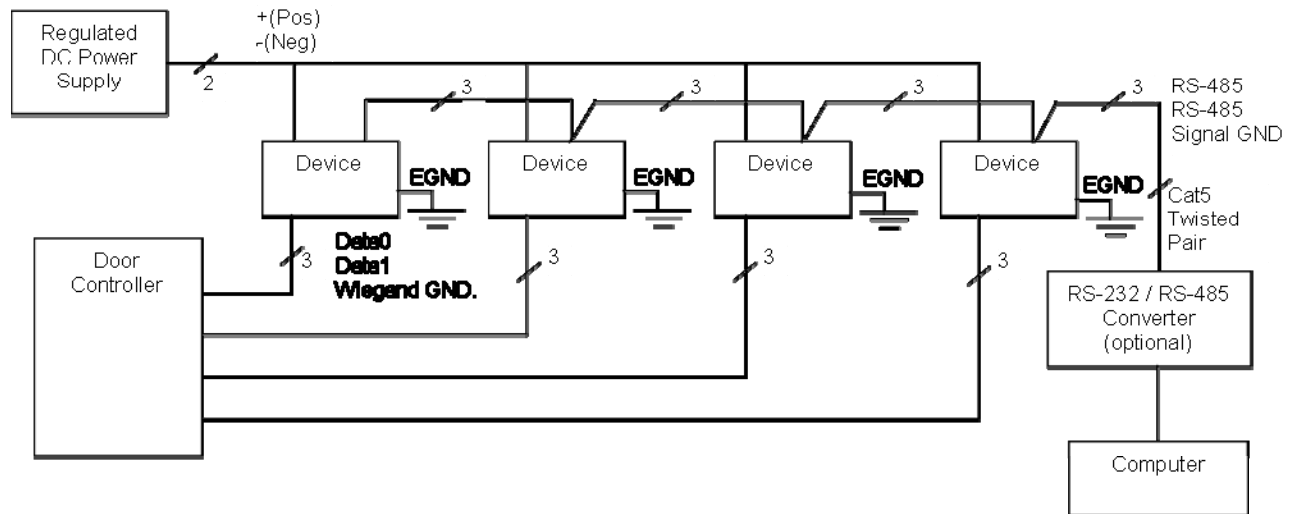 Regulated
DC Power
Supply
+(Pos)
-(Neg)
2
3
3
3
3
RS-485
RS-485
Signal GND
Device
EGND
Device
EGND
Device
EGND
Device
EGND
Cat5
Twisted
Pair
Door
Controller
3
Data0
Data1
Wiegand GND.
3
3
3
RS-232 / RS-485
Converter
(optional)
Computer